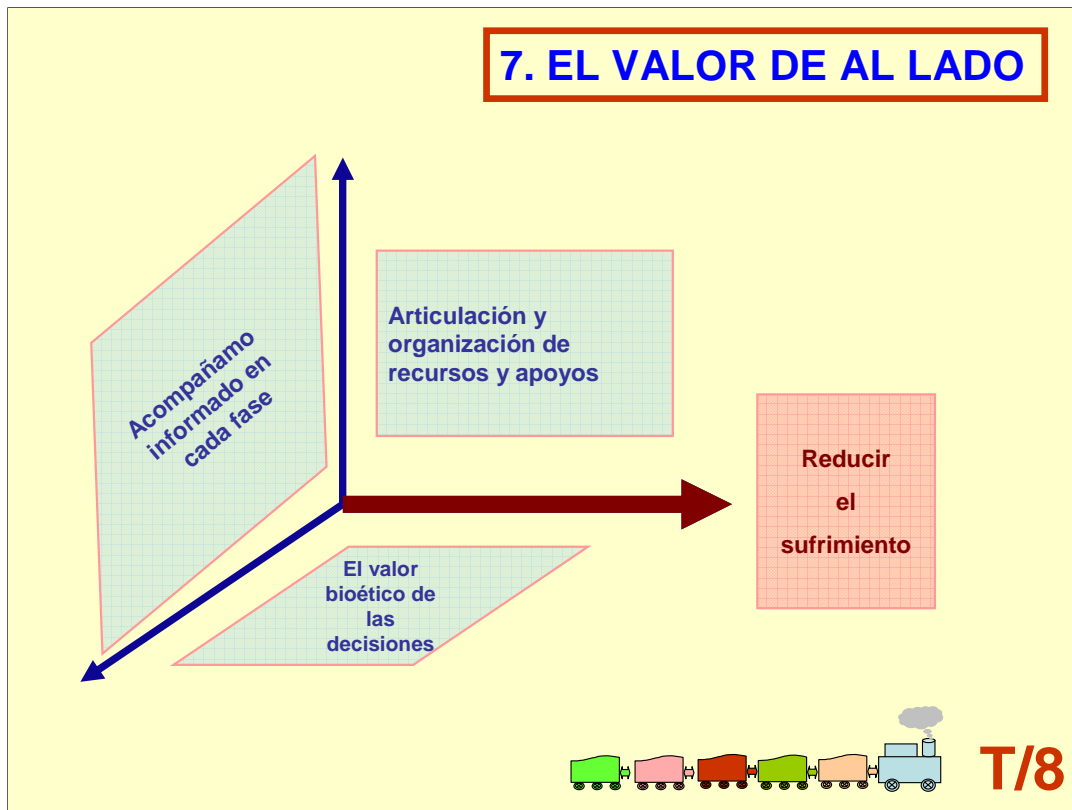 7. EL VALOR DE AL LADO
Acompañamo
informado en
cada fase
Articulación y
organización de
recursos y apoyos
Reducir
el
sufrimiento
El valor
bioético de
las
decisiones
T/8